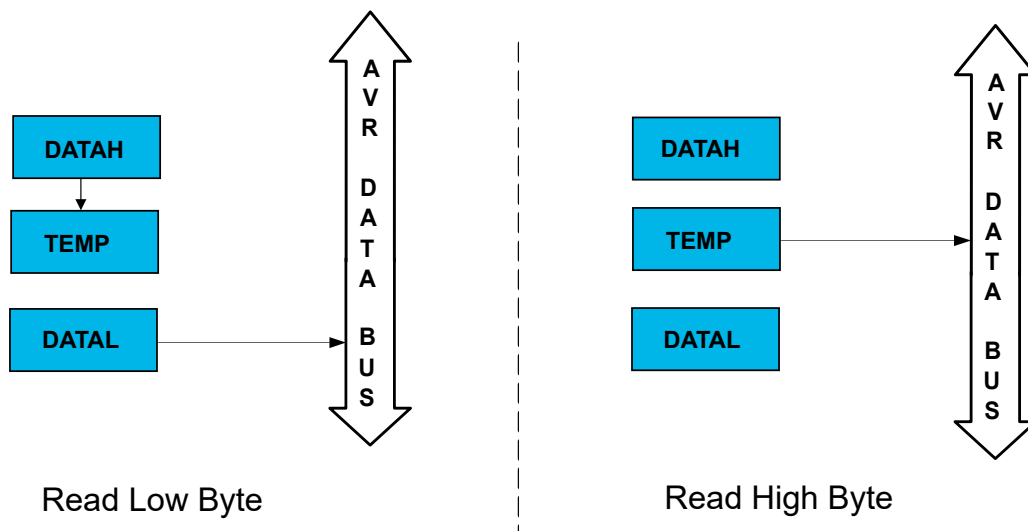 DATAH
TEMP
DATAL
AVR DATA BUS
Read Low Byte
DATAH
TEMP
DATAL
AVR DATA BUS
Read High Byte